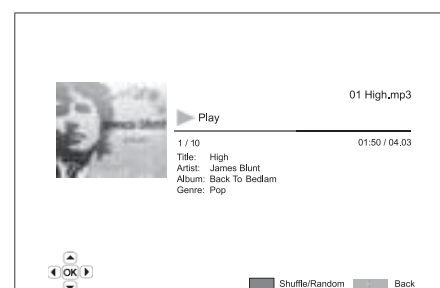 01 High.mp3
Play
1 / 10
01:50 / 04.03
Title: High
Artist: James Blunt
Album: Back To Bedlam
Genre: Pop
OK
Shuffle/Random
Back